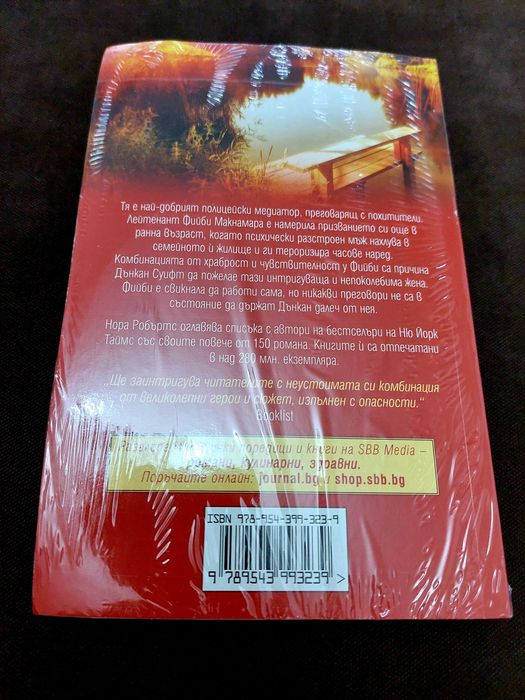 Тя е най-добрият полицейски медиатор, преговарящ с похитители.
Лейтенант Фийби Макнамара е намерила призванието си още в
ранна възраст, когато психически разстроен мъж нахлува в
семейното ѝ жилище и ги тероризира часове наред.
Комбинацията от храброст и чувствителност у Фийби са причина
Дънкан Суифт да пожелае тази интригуваща и непоколебима жена.
Фийби е свикнала да работи сама, но никакви преговори не са в
състояние да държат Дънкан далеч от нея.
Нора Робъртс оглавява списъка с автори на бестселъри на Ню Йорк
Таймс със своите повече от 150 романа. Книгите ѝ са отпечатани
в над 280 млн. екземпляра.
„Ще заинтригува читателите с неустоимата си комбинация
от великолепни герои и сюжет, изпълнен с опасности.“
Booklist
поредици и книги на SBB Media –
романи, кулинарни, здравни.
Поръчайте онлайн: journal.bg и shop.sbb.bg
ISBN 978-954-399-323-9
9 789543 993239 >